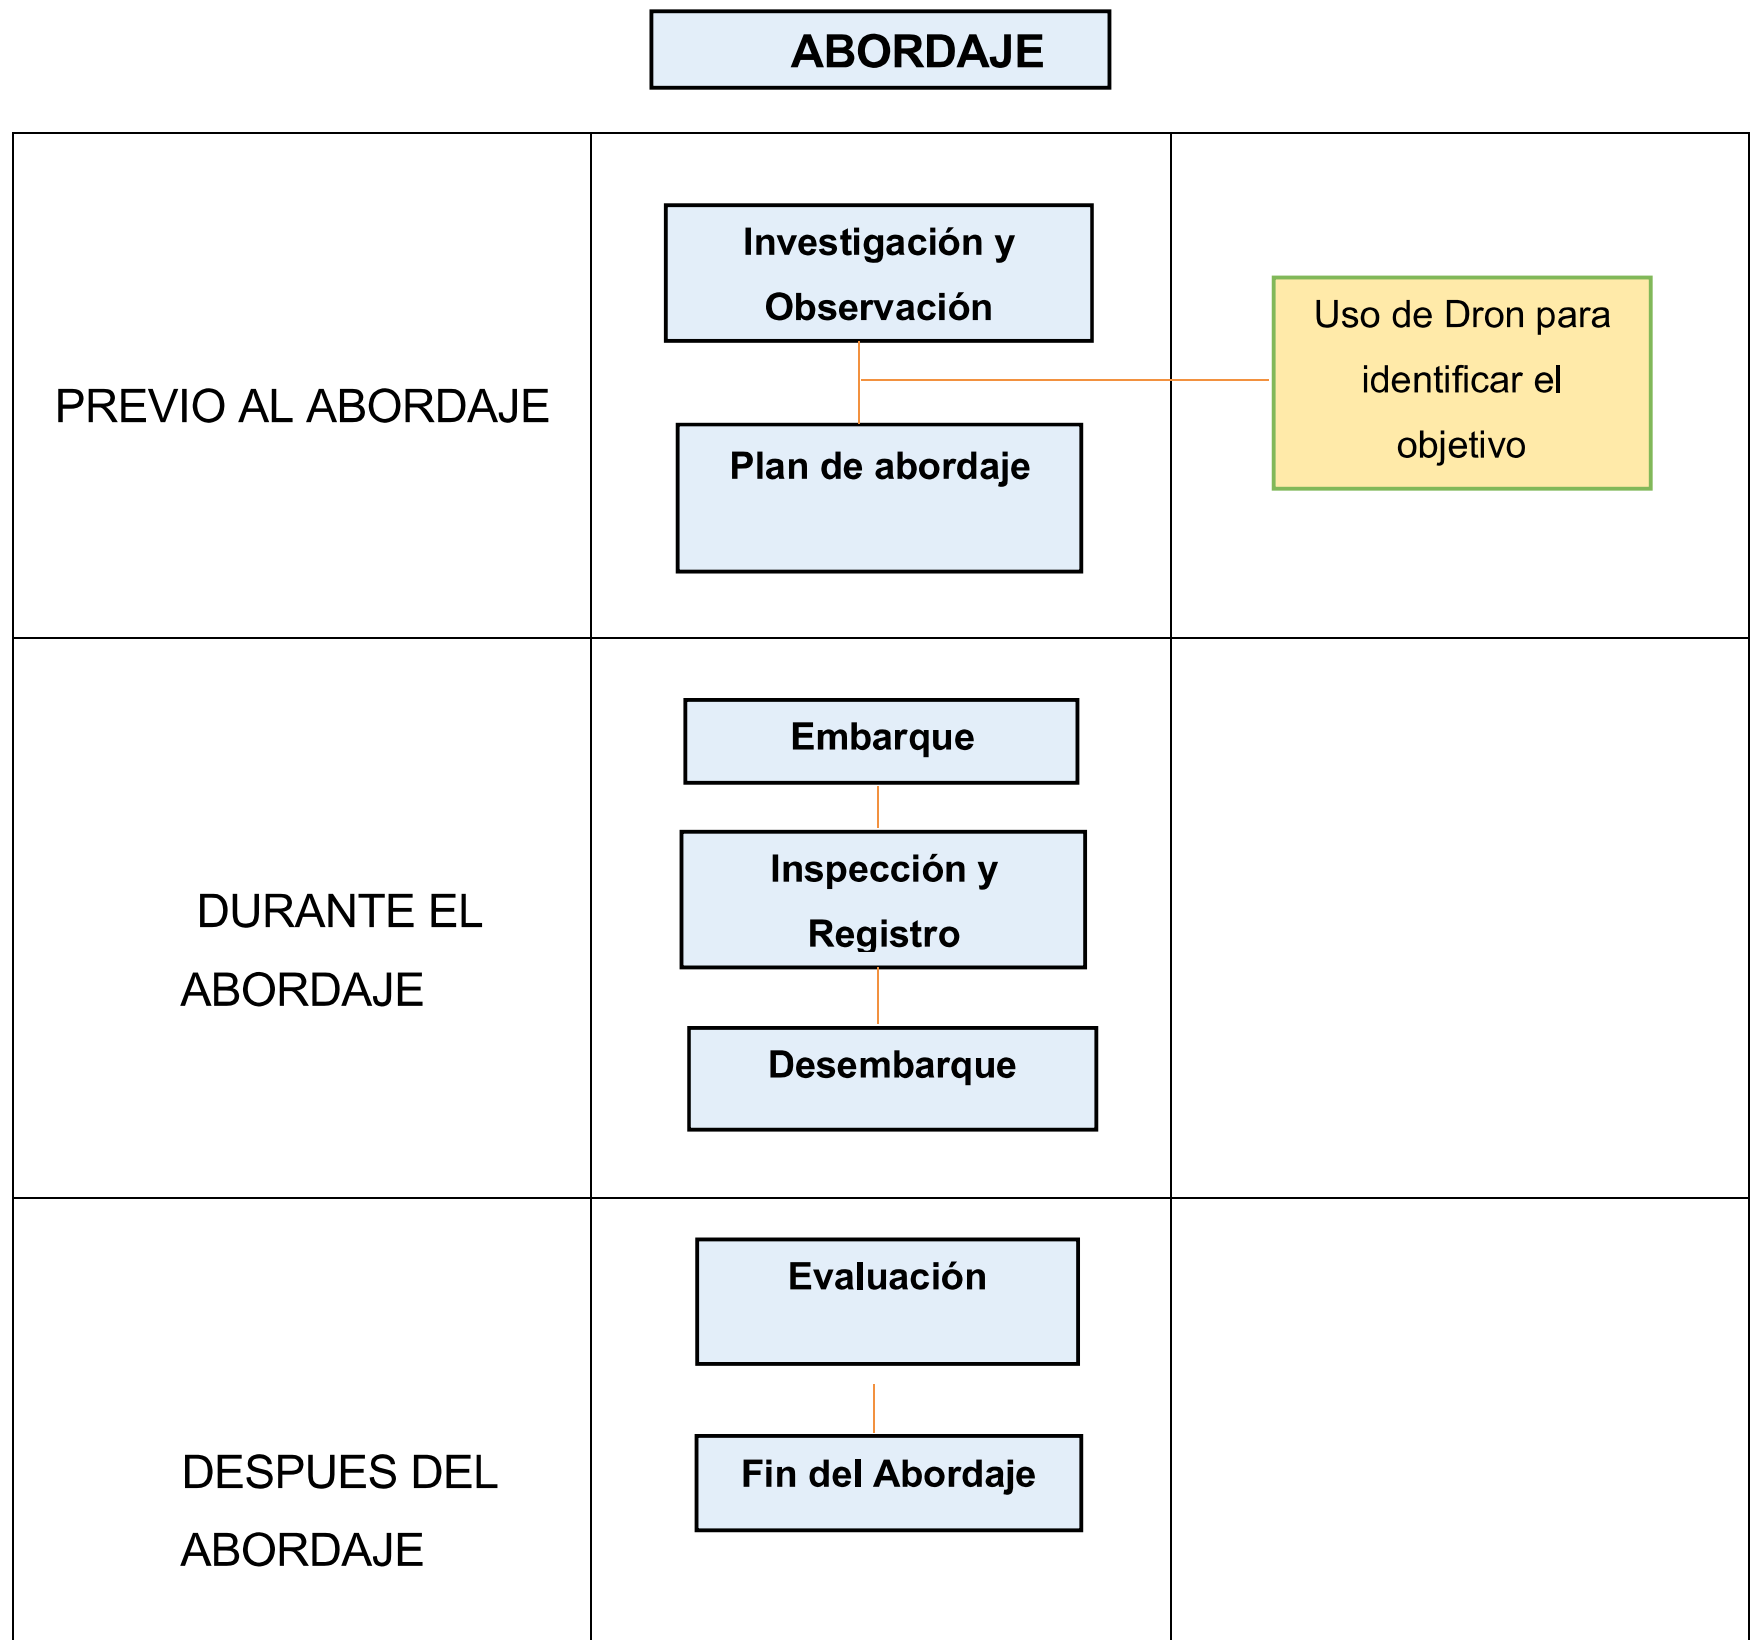 ABORDAJE
PREVIO AL ABORDAJE
Investigación y
Observación
Plan de abordaje
Uso de Dron para
identificar el
objetivo
DURANTE EL
ABORDAJE
Embarque
Inspección y
Registro
Desembarque
DESPUES DEL
ABORDAJE
Evaluación
Fin del Abordaje